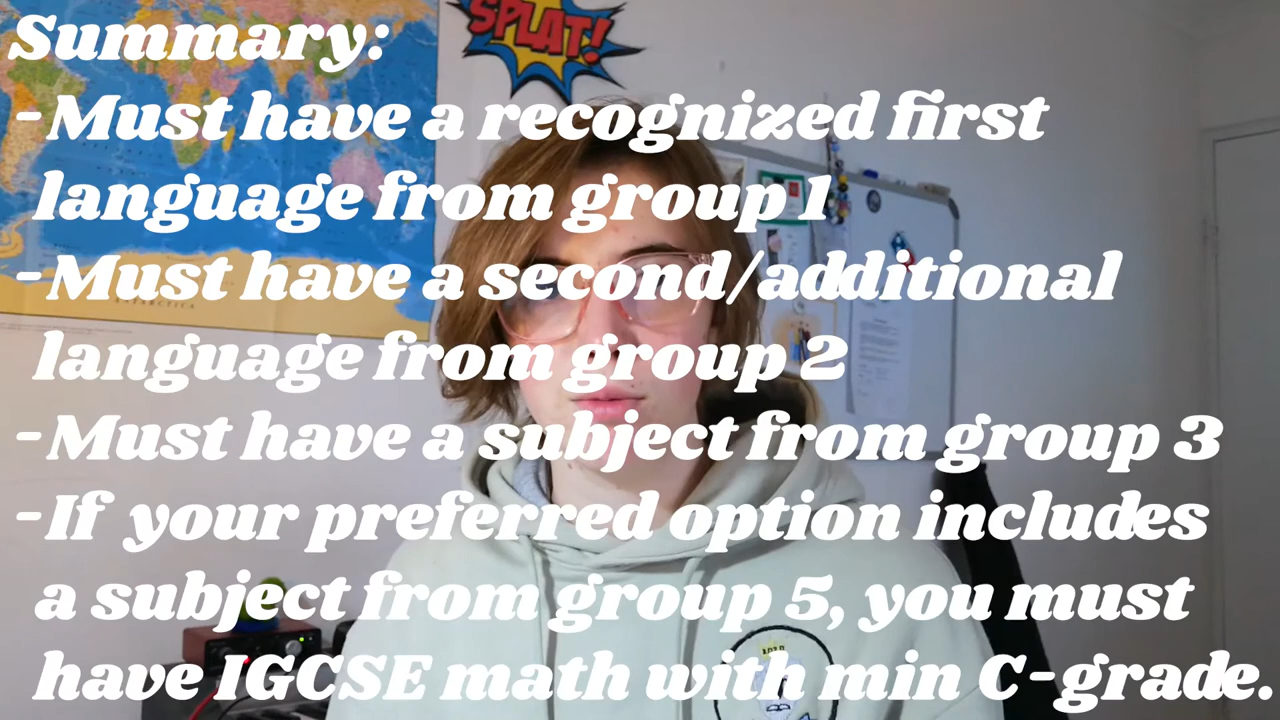 Summary:
SPLAT!
-Must have a recognized first
language from group 1
-Must have a second/additional
language from group 2
ANTARCTICA
-Must have a subject from group 3
-If your preferred option includes
a subject from group 5, you must
have IGCSE math with min C-grade.